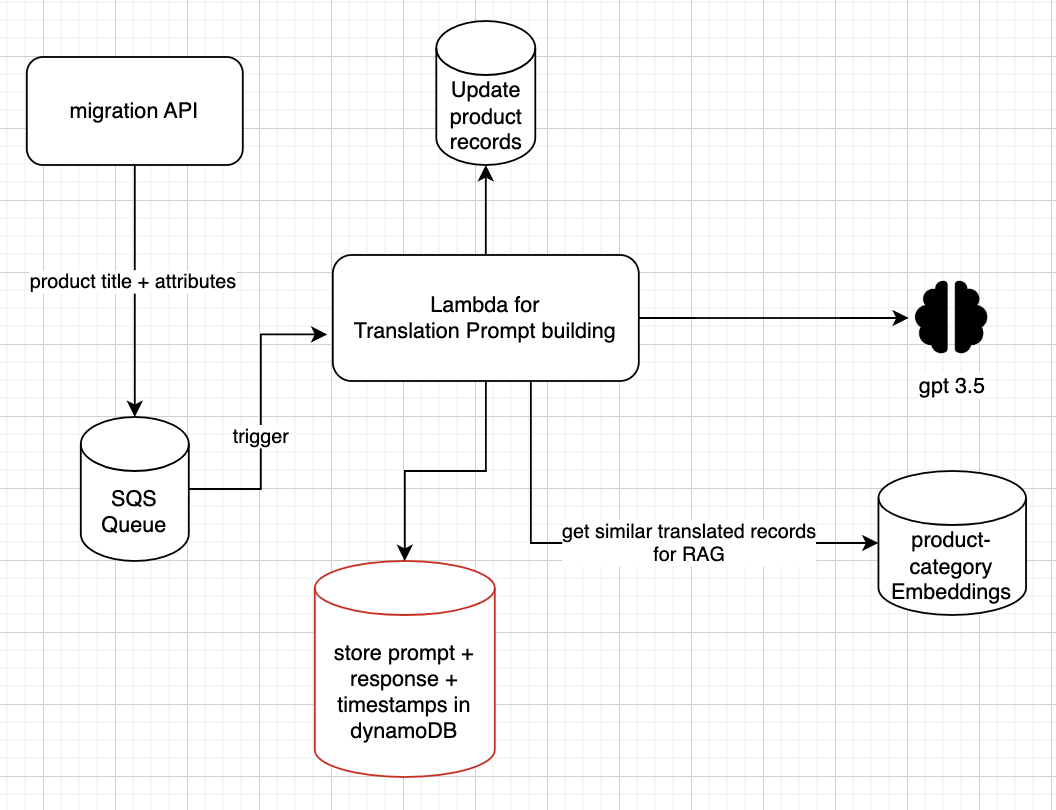 migration API
Update
product
records
product title + attributes
Lambda for
Translation Prompt building
gpt 3.5
trigger
SQS
Queue
get similar translated records
for RAG
product-
category
Embeddings
store prompt +
response +
timestamps in
dynamoDB